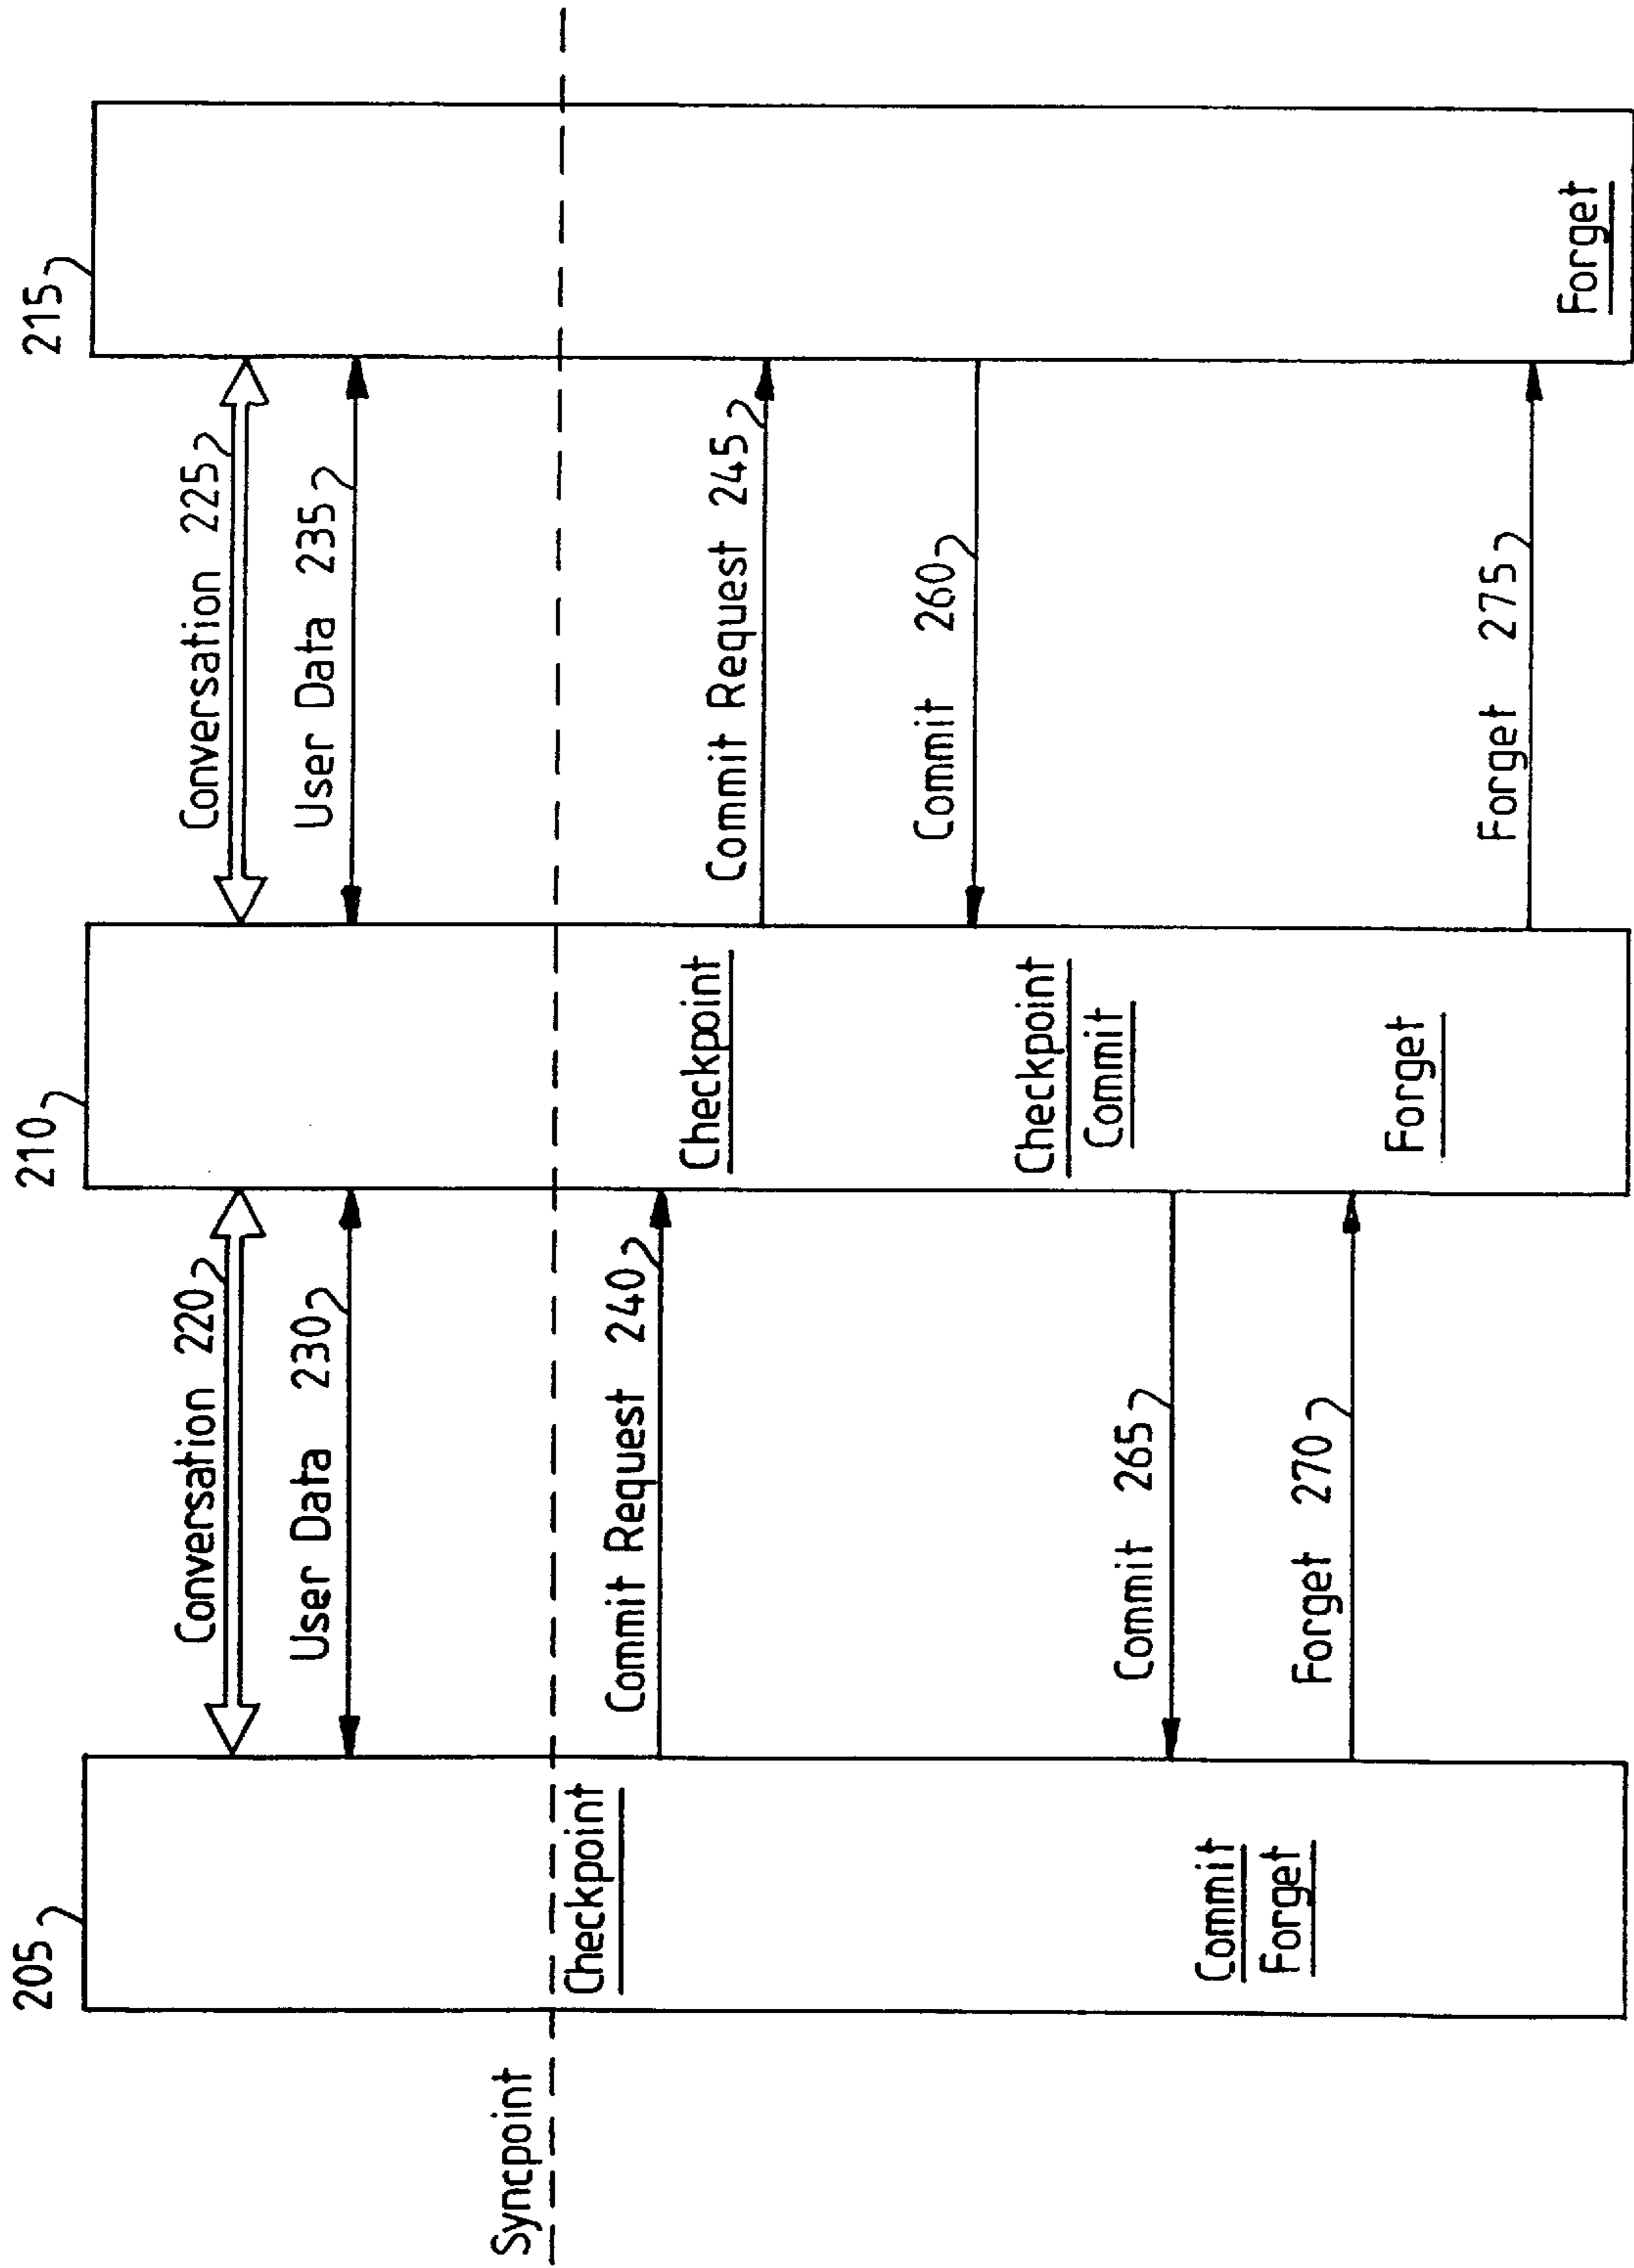 205
210
215
Conversation 220
Conversation 225
User Data 230
User Data 235
Syncpoint
Checkpoint
Commit Request 240
Checkpoint
Commit Request 245
Commit 260
Checkpoint
Commit
Commit 265
Commit
Forget
Forget 270
Forget
Forget 275
Forget